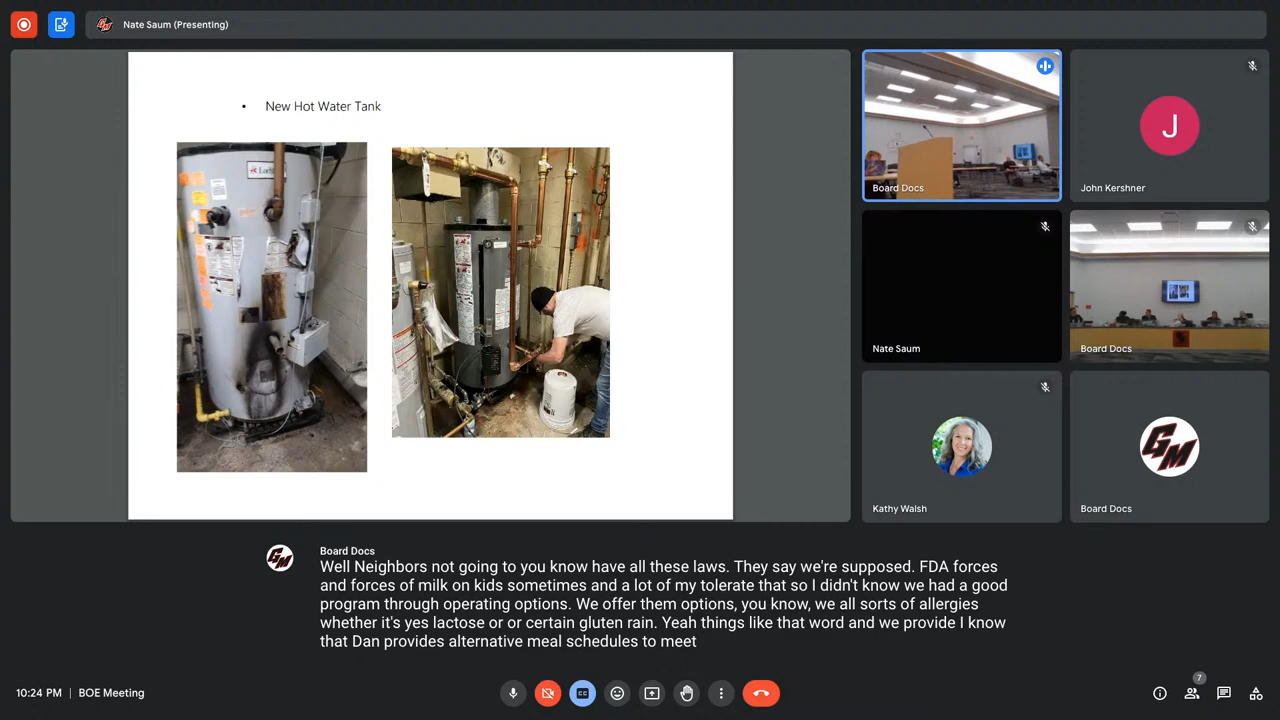 Nate Saum (Presenting)
• New Hot Water Tank
Board Docs
J
John Kershner
Nate Saum
Board Docs
Kathy Walsh
GM
Board Docs
GM
Board Docs
Well Neighbors not going to you know have all these laws. They say we're supposed. FDA forces
and forces of milk on kids sometimes and a lot of my tolerate that so I didn't know we had a good
program through operating options. We offer them options, you know, we all sorts of allergies
whether it's yes lactose or or certain gluten rain. Yeah things like that word and we provide I know
that Dan provides alternative meal schedules to meet
10:24 PM | BOE Meeting
CC
7